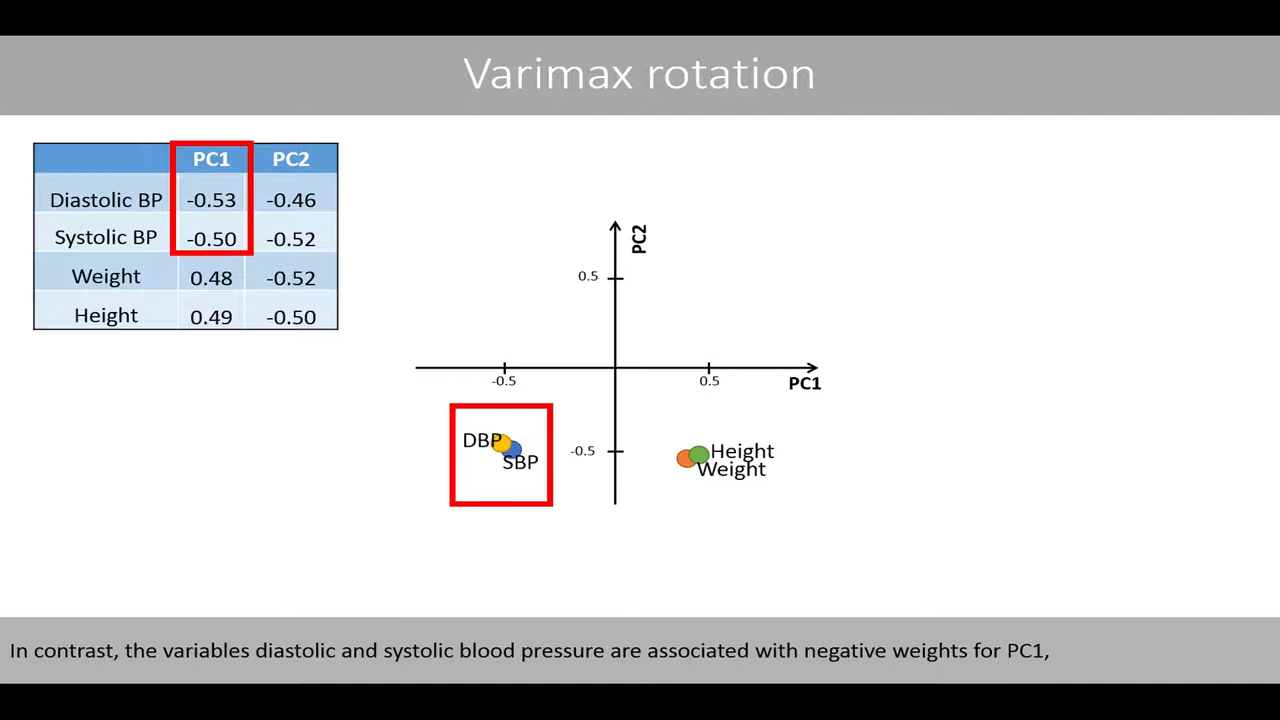 Varimax rotation
PC1 PC2
Diastolic BP -0.53 -0.46
Systolic BP -0.50 -0.52
Weight 0.48 -0.52
Height 0.49 -0.50
PC2
0.5
-0.5 0.5
PC1
DBP
SBP
-0.5
Height
Weight
In contrast, the variables diastolic and systolic blood pressure are associated with negative weights for PC1,